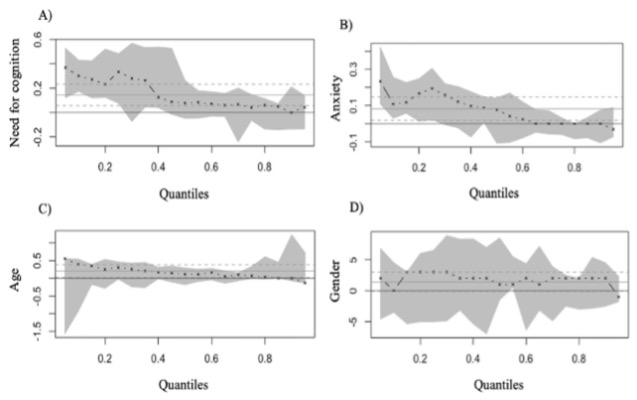 A)
Need for cognition
0.6
0.2
-0.2
0.2 0.4 0.6 0.8
Quantiles
B)
Anxiety
0.3
0.1
-0.1
0.2 0.4 0.6 0.8
Quantiles
C)
Age
0.5
-0.5
-1.5
0.2 0.4 0.6 0.8
Quantiles
D)
Gender
5
0
-5
0.2 0.4 0.6 0.8
Quantiles